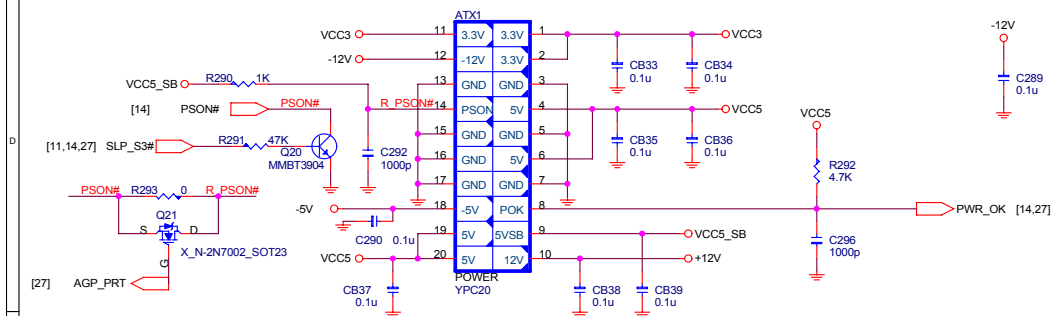 ATX1
VCC3 11 3.3V 3.3V 1 VCC3
-12V 12 -12V 3.3V 2
CB33 0.1u
CB34 0.1u
-12V
C289
0.1u
VCC5_SB R290 1K
13 GND GND 3
[14] PSON# PSON#
R_PSON# 14 PSON 5V 4 VCC5
15 GND GND 5
CB35 0.1u
CB36 0.1u
VCC5
[11,14,27] SLP_S3# R291 47K
Q20
MMBT3904
C292
1000p
16 GND 5V 6
17 GND GND 7
R292
4.7K
PSON# R293 0 R_PSON#
-5V 18 -5V POK 8 PWR_OK [14,27]
C290 0.1u
Q21
S D
G
X_N-2N7002_SOT23
19 5V 5VSB 9 VCC5_SB
C296
1000p
VCC5 20 5V 12V 10 +12V
[27] AGP_PRT
POWER
YPC20
CB37
0.1u
CB38
0.1u
CB39
0.1u
D